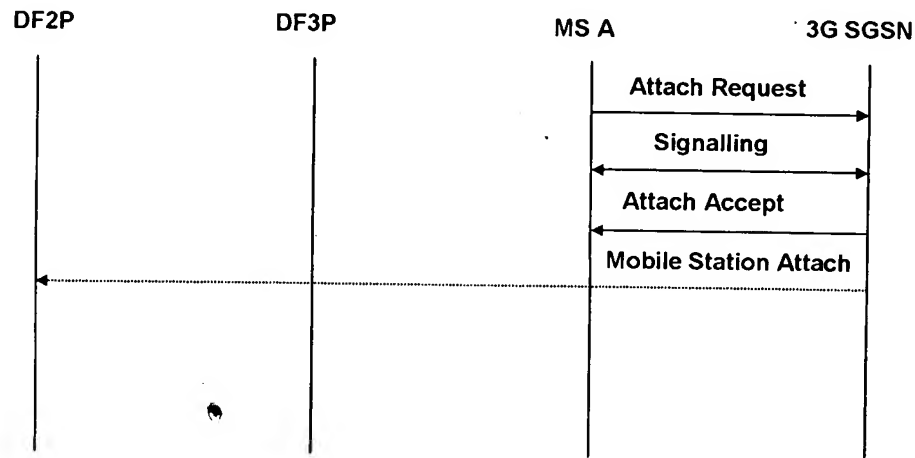 DF2P
DF3P
MS A
3G SGSN
Attach Request
Signalling
Attach Accept
Mobile Station Attach